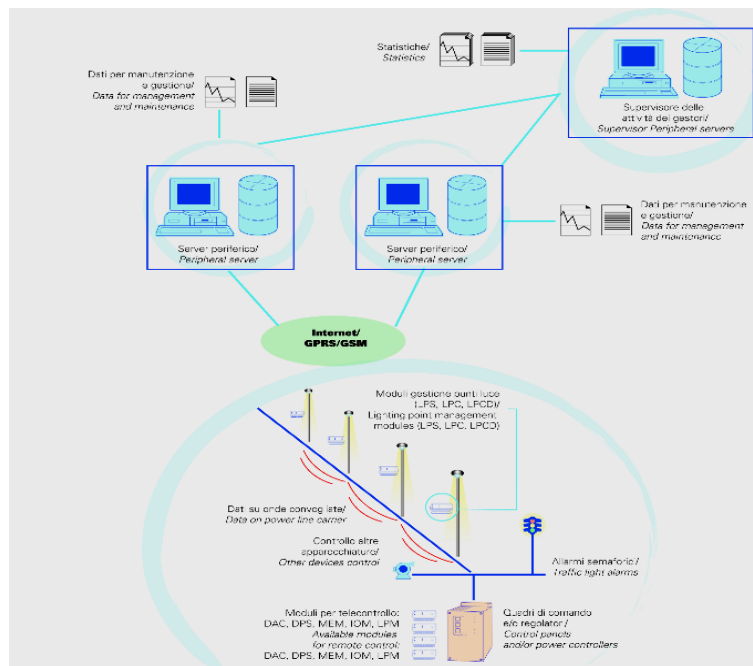 Statistiche/
Statistics
Dati per manutenzione
e gestione/
Data for management
and maintenance
Supervisore delle
attività dei gestori/
Supervisor Peripheral servers
Dati per manutenzione
e gestione/
Data for management
and maintenance
Server periferico/
Peripheral server
Server periferico/
Peripheral server
Internet/
GPRS/GSM
Moduli gestione punti luce
(LPS, LPC, LPCD)/
Lighting point management
modules (LPS, LPC, LPCD)
Dati su onde convogliate/
Data on power line carrier
Controllo altre
apparecchiature/
Other devices control
Allarmi semaforici/
Traffic light alarms
Moduli per telecontrollo:
DAC, DPS, MEM, IOM, LPM
Available modules
for remote control:
DAC, DPS, MEM, IOM, LPM
Quadri di comando
e/o regolatori/
Control panels
and/or power controllers